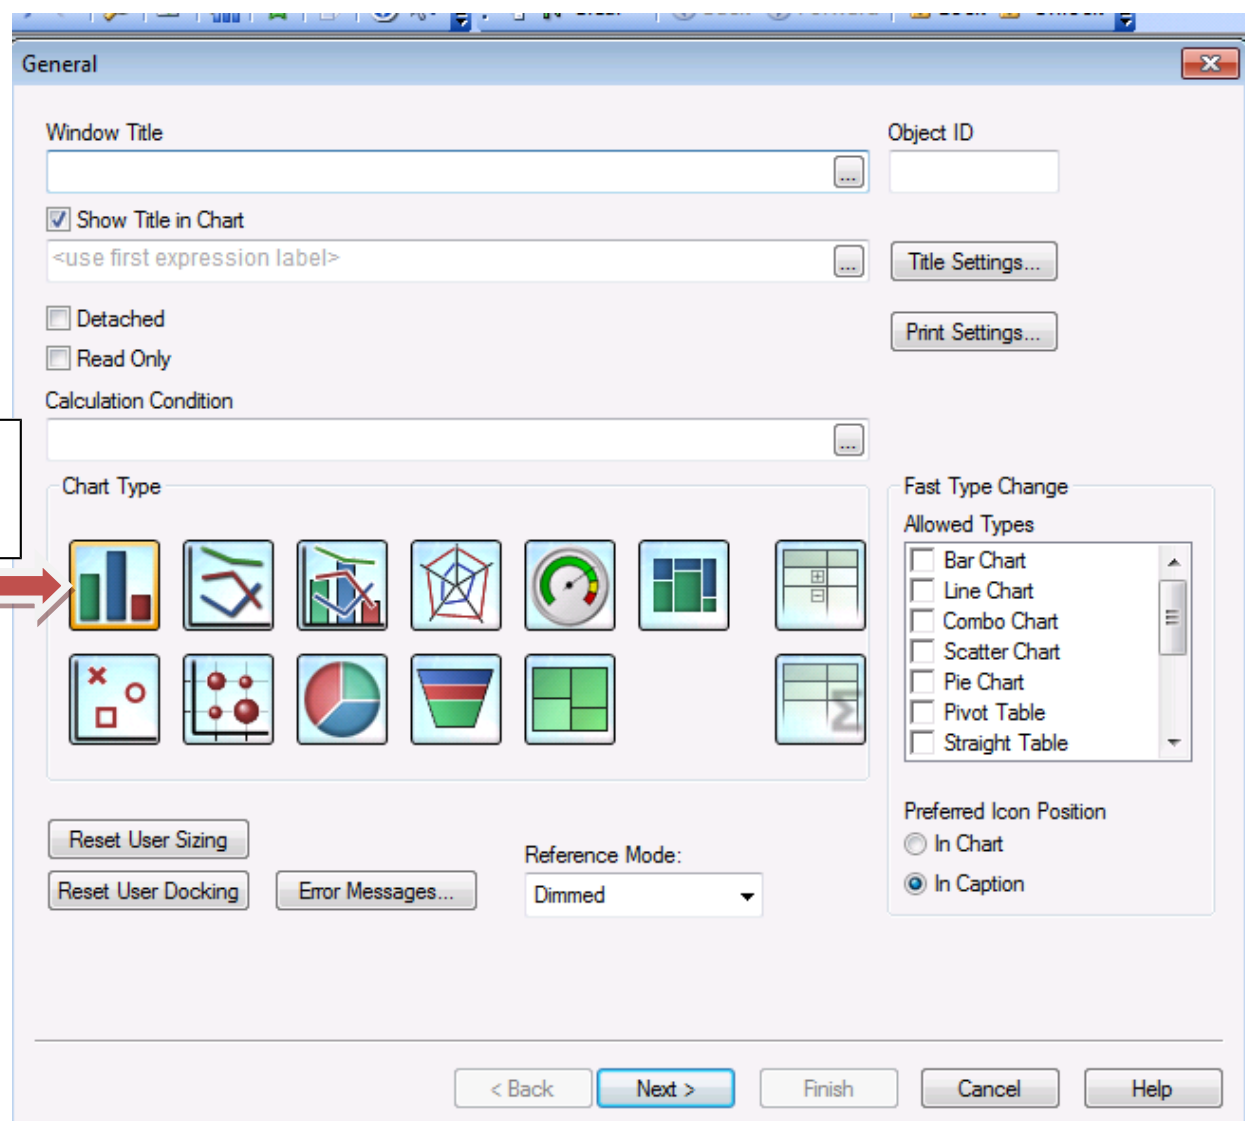 General
Window Title
Object ID
...
Show Title in Chart
<use first expression label>
...
Title Settings...
Detached
Print Settings...
Read Only
Calculation Condition
...
Chart Type
Fast Type Change
Allowed Types
Bar Chart
Line Chart
Combo Chart
Scatter Chart
Pie Chart
Pivot Table
Straight Table
Preferred Icon Position
In Chart
In Caption
Reset User Sizing
Reference Mode:
Reset User Docking
Error Messages...
Dimmed
< Back
Next >
Finish
Cancel
Help